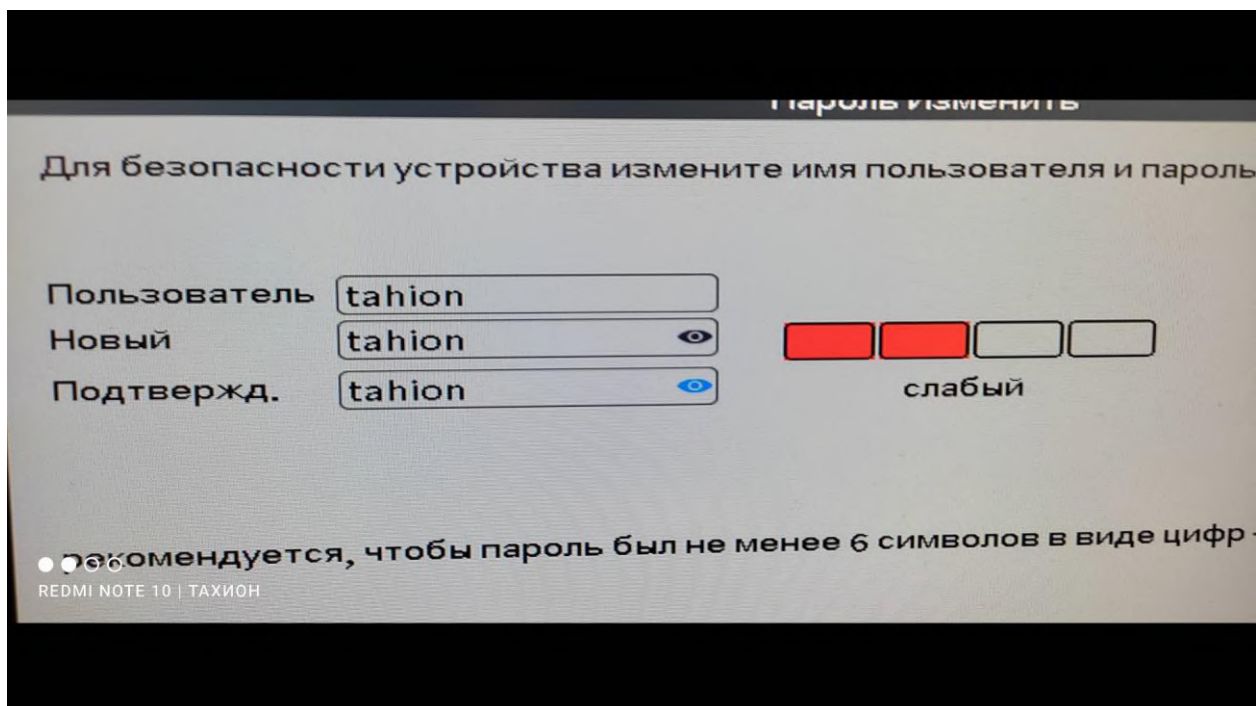 Пароль Изменить
Для безопасности устройства измените имя пользователя и пароль
Пользователь tahion
Новый tahion
Подтвержд. tahion
слабый
рекомендуется, чтобы пароль был не менее 6 символов в виде цифр
REDMI NOTE 10 | ТАХИОН